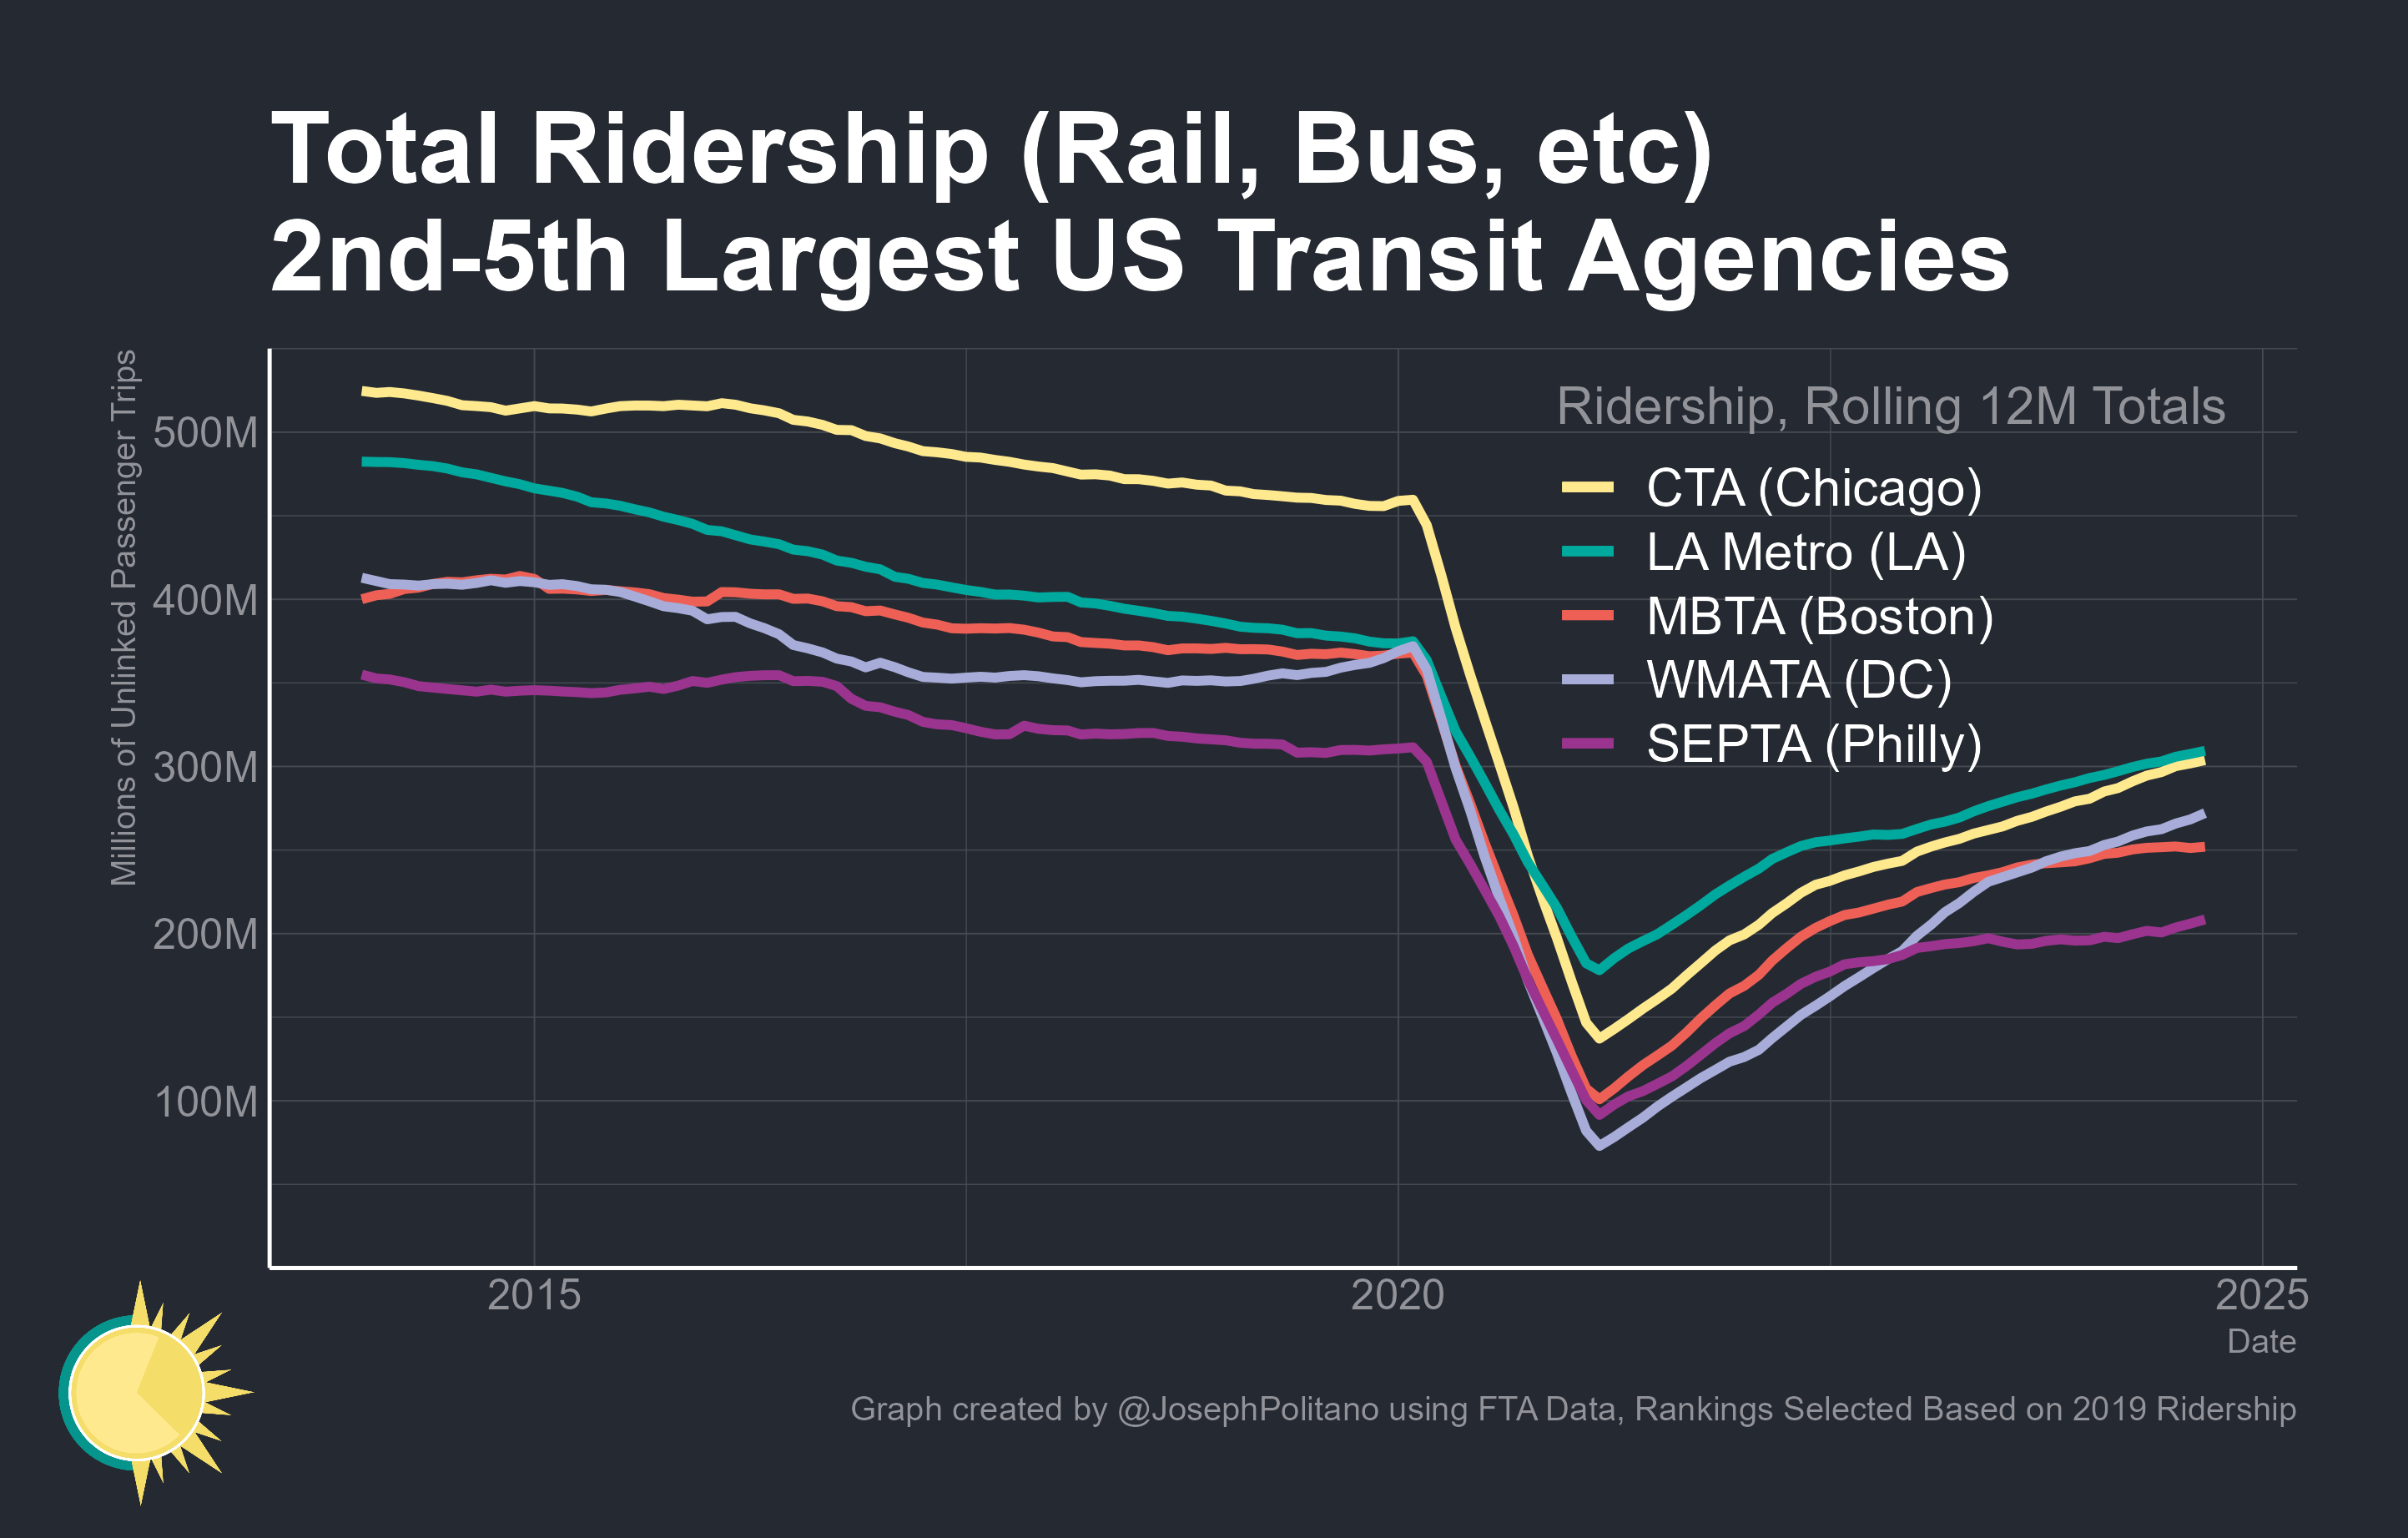 Total Ridership (Rail, Bus, etc)
2nd-5th Largest US Transit Agencies
Millions of Unlinked Passenger Trips
500M
400M
300M
200M
100M
Ridership, Rolling 12M Totals
CTA (Chicago)
LA Metro (LA)
MBTA (Boston)
WMATA (DC)
SEPTA (Philly)
2015
2020
2025
Date
Graph created by @JosephPolitano using FTA Data, Rankings Selected Based on 2019 Ridership